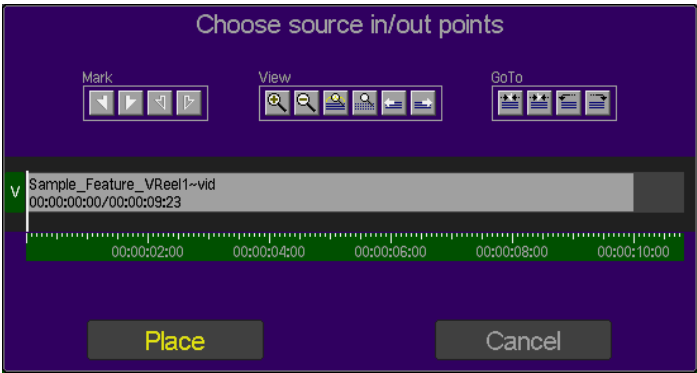 Choose source in/out points
Mark
View
GoTo
V
Sample_Feature_VReel1~vid
00:00:00:00/00:00:09:23
00:00:02:00
00:00:04:00
00:00:06:00
00:00:08:00
00:00:10:00
Place
Cancel